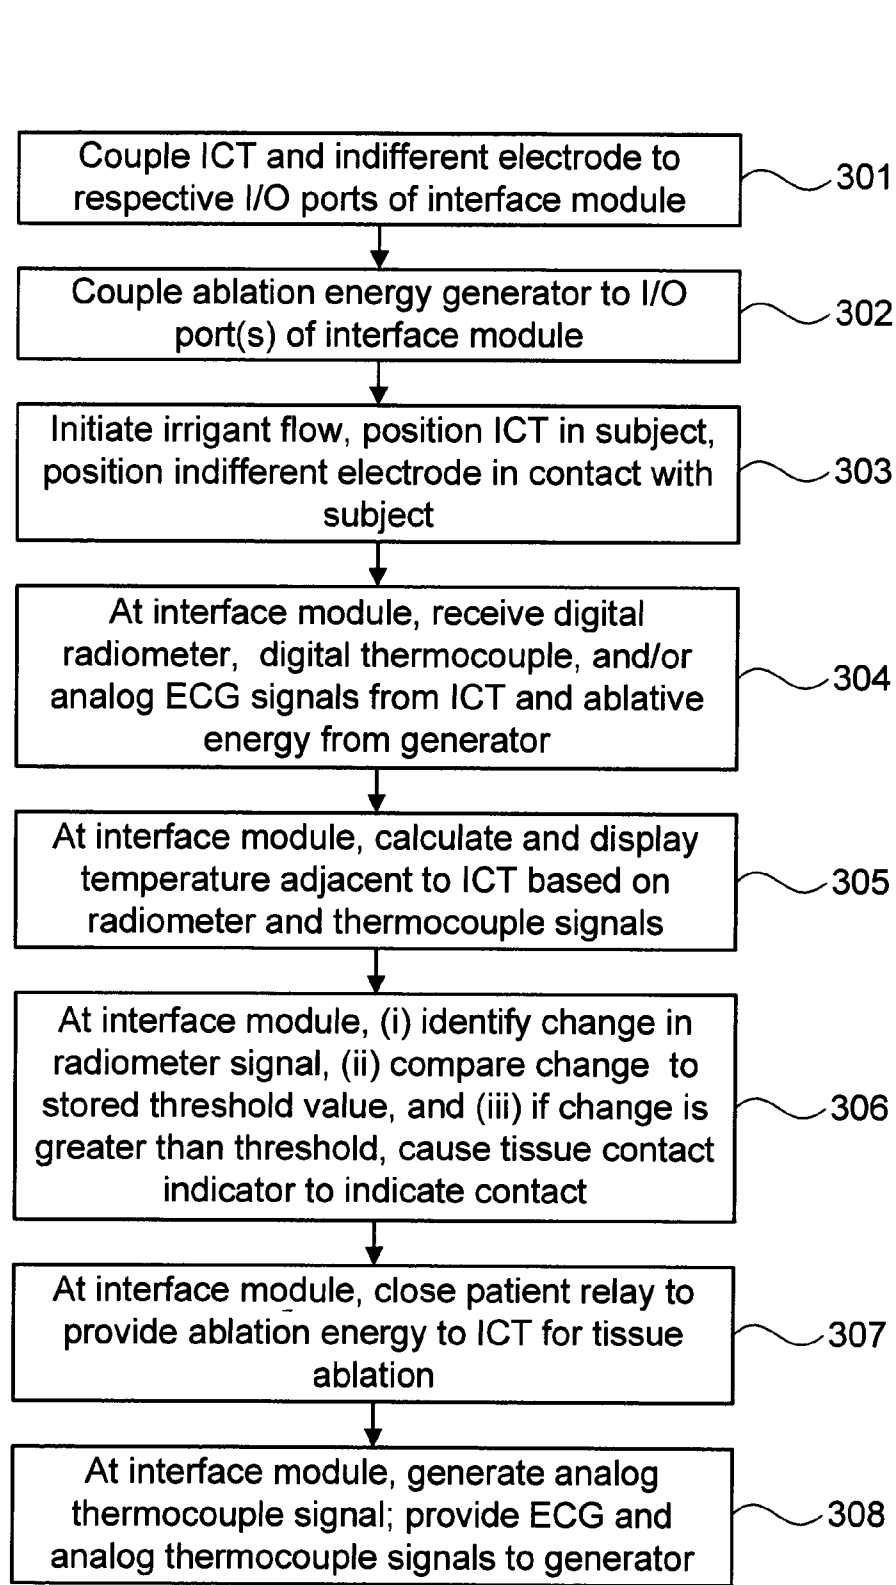 Couple ICT and indifferent electrode to
respective I/O ports of interface module
301
Couple ablation energy generator to I/O
port(s) of interface module
302
Initiate irrigant flow, position ICT in subject,
position indifferent electrode in contact with
subject
303
At interface module, receive digital
radiometer, digital thermocouple, and/or
analog ECG signals from ICT and ablative
energy from generator
304
At interface module, calculate and display
temperature adjacent to ICT based on
radiometer and thermocouple signals
305
At interface module, (i) identify change in
radiometer signal, (ii) compare change to
stored threshold value, and (iii) if change is
greater than threshold, cause tissue contact
indicator to indicate contact
306
At interface module, close patient relay to
provide ablation energy to ICT for tissue
ablation
307
At interface module, generate analog
thermocouple signal; provide ECG and
analog thermocouple signals to generator
308